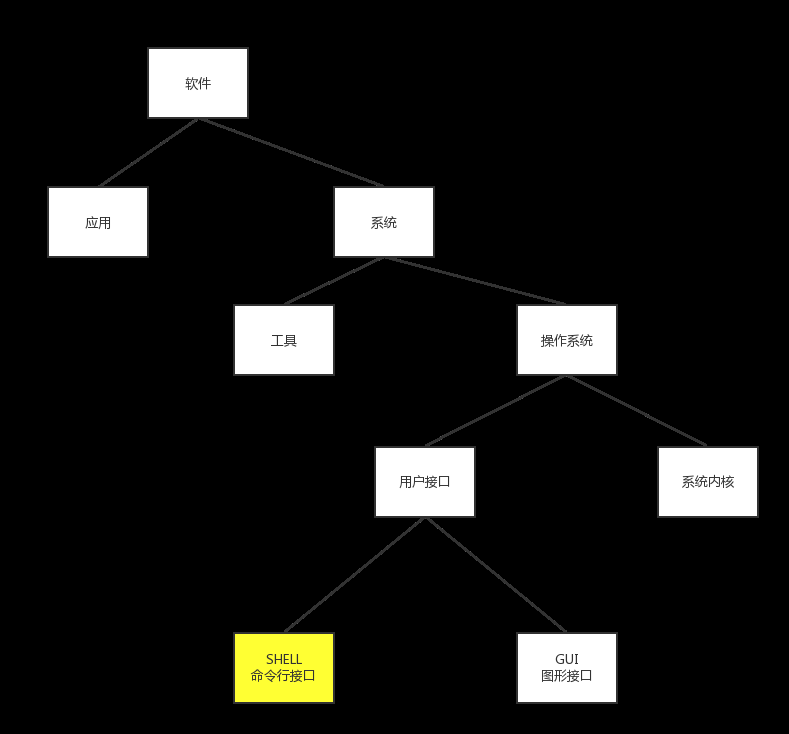 软件
应用
系统
工具
操作系统
用户接口
系统内核
SHELL
命令行接口
GUI
图形接口